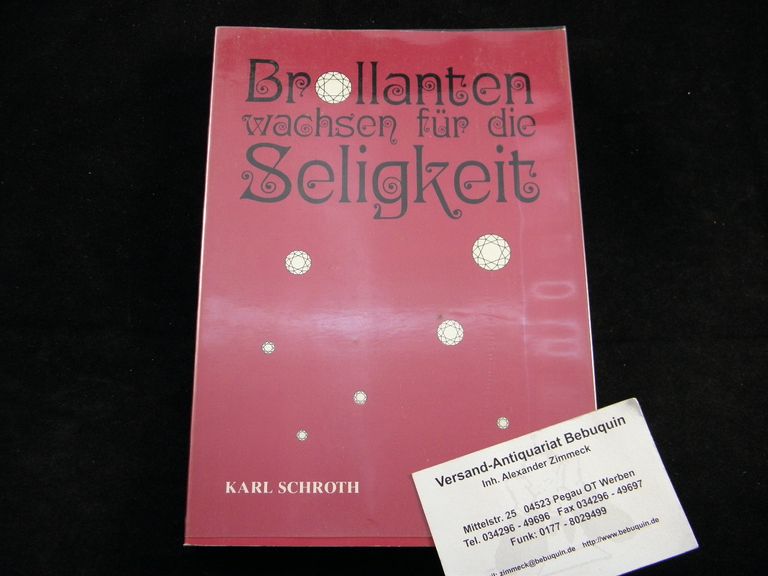 Brillanten
wachsen für die
Seligkeit
KARL SCHROTH
Versand-Antiquariat Bebuquin
Inh. Alexander Zimmeck
Mittelstr. 25 04523 Pegau OT Werben
Tel. 034296 - 49696 Fax 034296 - 49697
Funk: 0177 - 8029499
zimmeck@bebuquin.de http://www.bebuquin.de